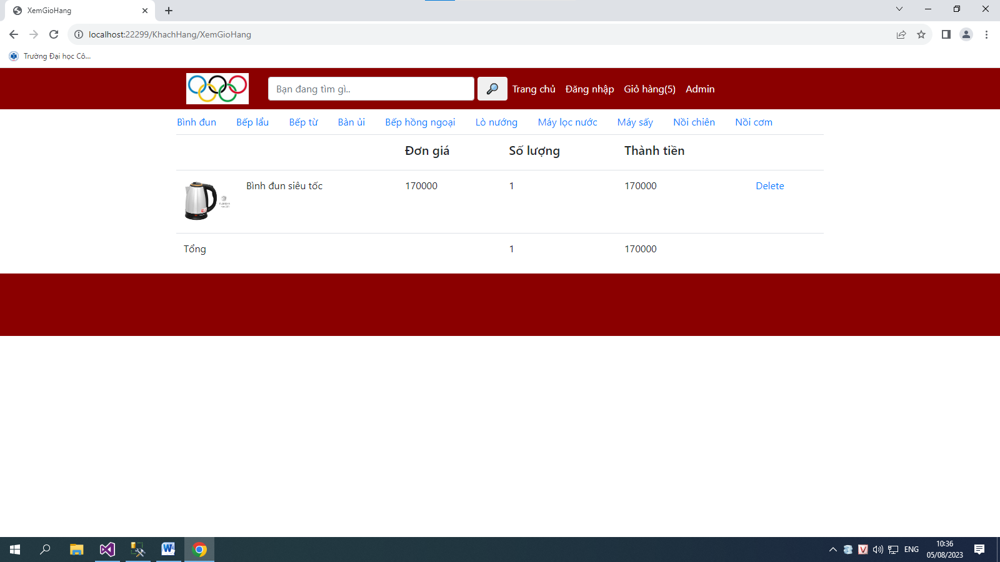 XemGioHang
localhost:22299/KhachHang/XemGioHang
Trường Đại học Cô...
Bạn đang tìm gì.. Trang chủ Đăng nhập Giỏ hàng(5) Admin
Bình đun Bếp lẩu Bếp từ Bàn ủi Bếp hồng ngoại Lò nướng Máy lọc nước Máy sấy Nồi chiên Nồi cơm
Đơn giá Số lượng Thành tiền
Bình đun siêu tốc 170000 1 170000 Delete
Tổng 1 170000
ENG
10:36
05/08/2023